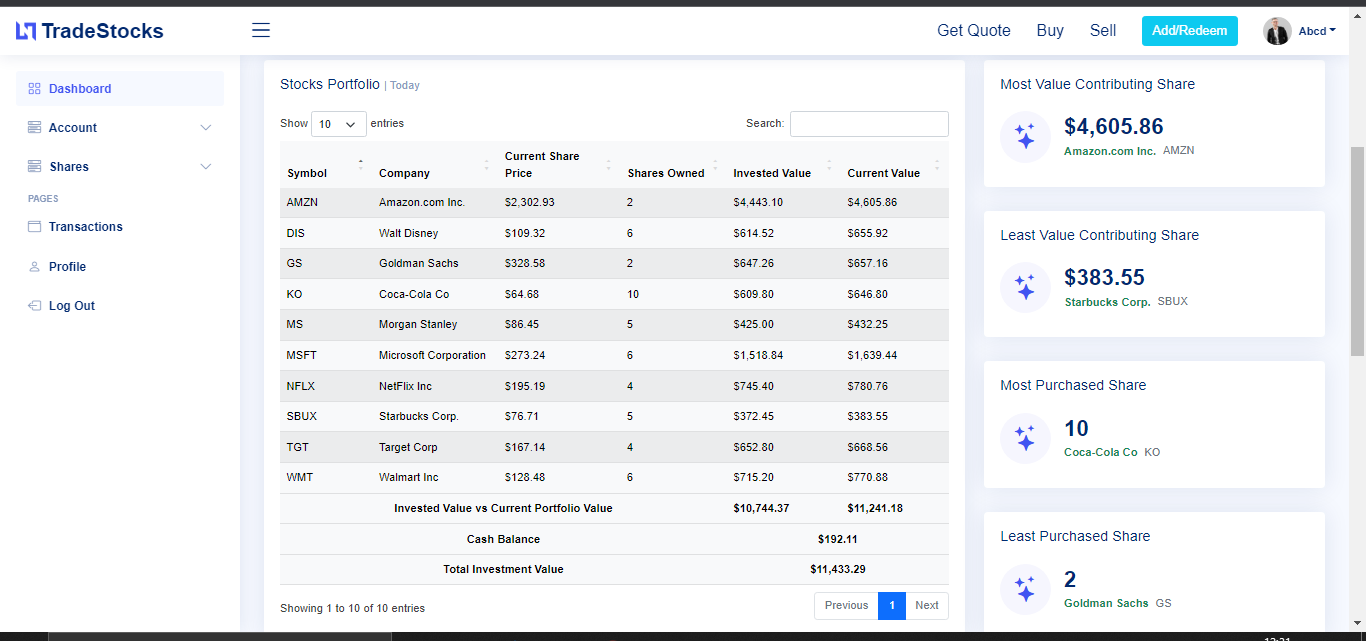 TradeStocks
Get Quote Buy Sell Add/Redeem Abcd
Dashboard
Account
Shares
PAGES
Transactions
Profile
Log Out
Stocks Portfolio | Today
Show 10 entries Search:
Symbol Company Current Share Price Shares Owned Invested Value Current Value
AMZN Amazon.com Inc. $2,302.93 2 $4,443.10 $4,605.86
DIS Walt Disney $109.32 6 $614.52 $655.92
GS Goldman Sachs $328.58 2 $647.26 $657.16
KO Coca-Cola Co $64.68 10 $609.80 $646.80
MS Morgan Stanley $86.45 5 $425.00 $432.25
MSFT Microsoft Corporation $273.24 6 $1,518.84 $1,639.44
NFLX NetFlix Inc $195.19 4 $745.40 $780.76
SBUX Starbucks Corp. $76.71 5 $372.45 $383.55
TGT Target Corp $167.14 4 $652.80 $668.56
WMT Walmart Inc $128.48 6 $715.20 $770.88
Invested Value vs Current Portfolio Value $10,744.37 $11,241.18
Cash Balance $192.11
Total Investment Value $11,433.29
Showing 1 to 10 of 10 entries Previous 1 Next
Most Value Contributing Share
$4,605.86
Amazon.com Inc. AMZN
Least Value Contributing Share
$383.55
Starbucks Corp. SBUX
Most Purchased Share
10
Coca-Cola Co KO
Least Purchased Share
2
Goldman Sachs GS